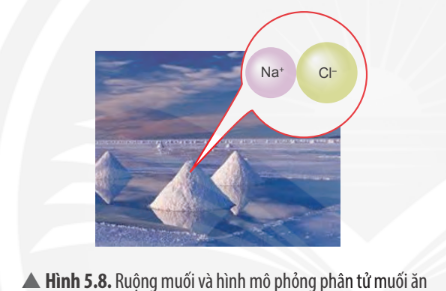 Na⁺ Cl⁻
▲ Hình 5.8. Ruộng muối và hình mô phỏng phân tử muối ăn